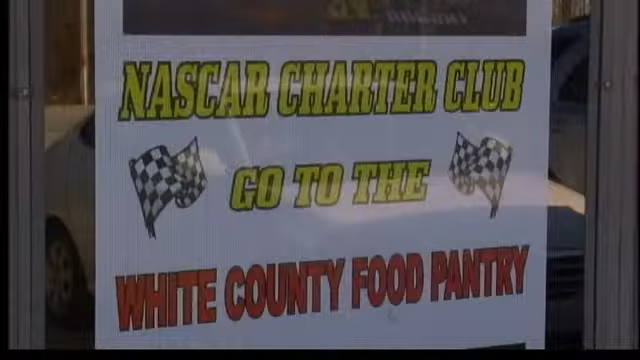 NASCAR CHARTER CLUB
GO TO THE
WHITE COUNTY FOOD PANTRY